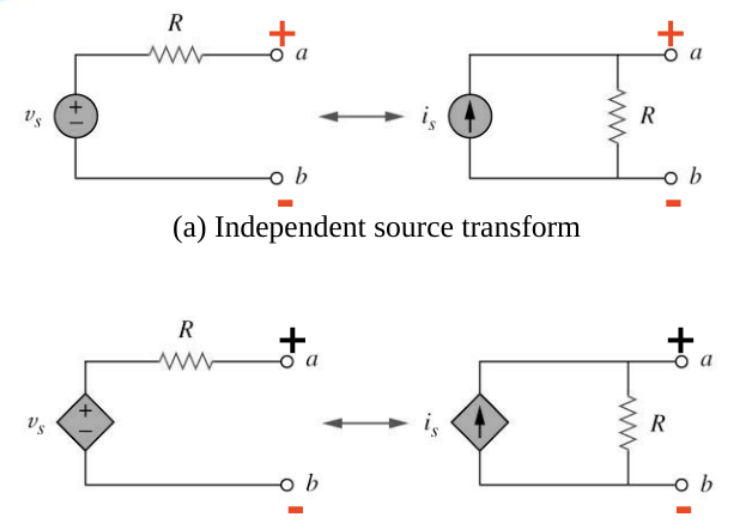 R
+
a
v_s
+
−
i_s
R
b
-
+
a
b
-
(a) Independent source transform
R
+
a
v_s
+
−
i_s
R
b
-
+
a
b
-